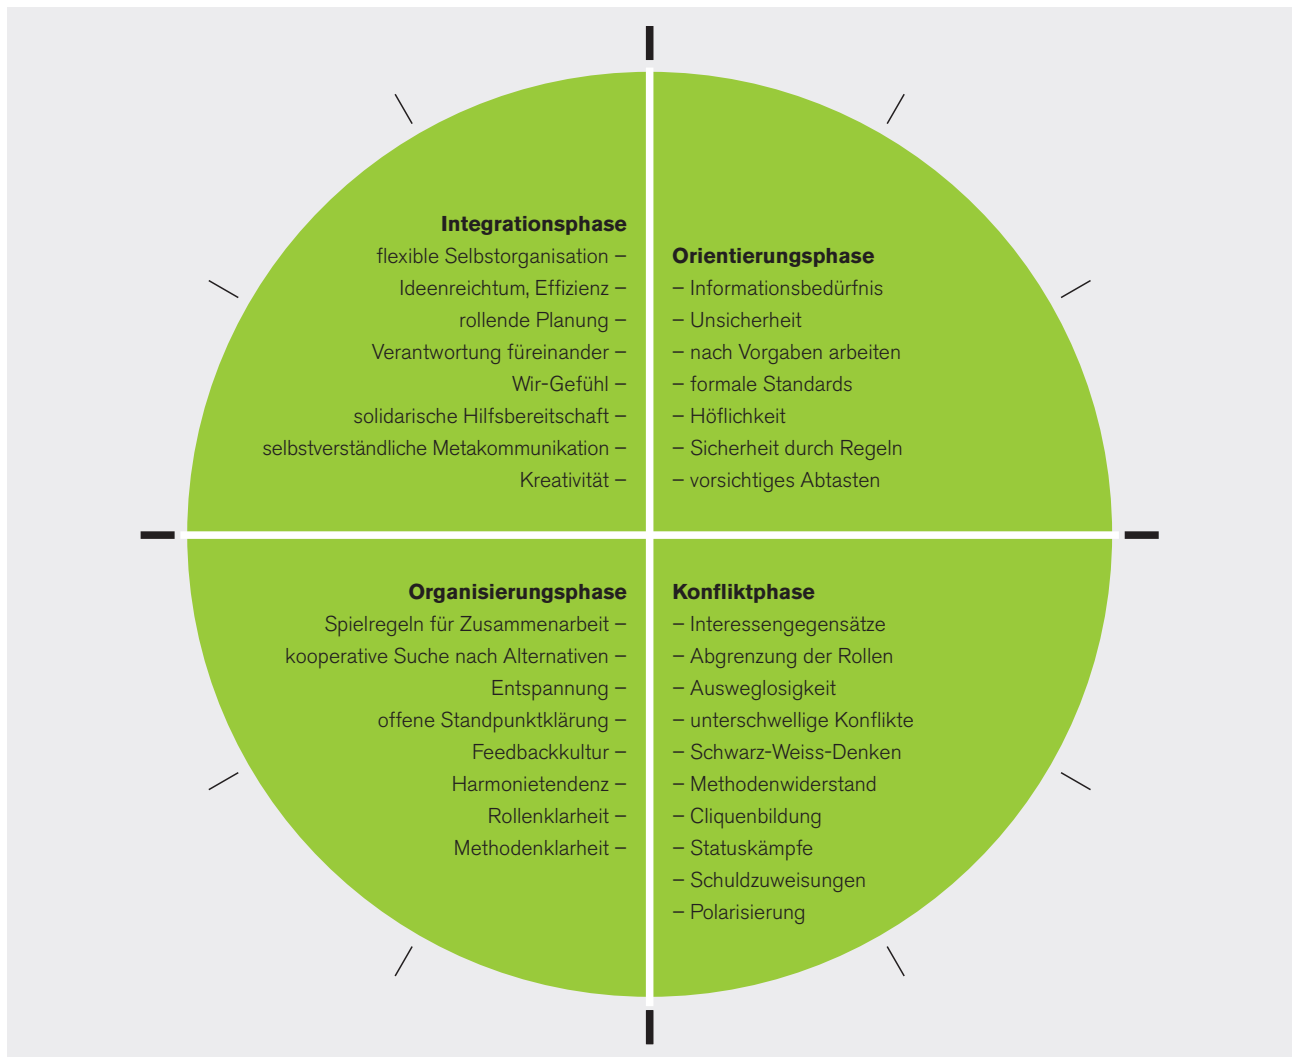 Integrationsphase
flexible Selbstorganisation –
Ideenreichtum, Effizienz –
rollende Planung –
Verantwortung füreinander –
Wir-Gefühl –
solidarische Hilfsbereitschaft –
selbstverständliche Metakommunikation –
Kreativität –
Orientierungsphase
– Informationsbedürfnis
– Unsicherheit
– nach Vorgaben arbeiten
– formale Standards
– Höflichkeit
– Sicherheit durch Regeln
– vorsichtiges Abtasten
Organisierungsphase
Spielregeln für Zusammenarbeit –
kooperative Suche nach Alternativen –
Entspannung –
offene Standpunktklärung –
Feedbackkultur –
Harmonietendenz –
Rollenklarheit –
Methodenklarheit –
Konfliktphase
– Interessengegensätze
– Abgrenzung der Rollen
– Ausweglosigkeit
– unterschwellige Konflikte
– Schwarz-Weiss-Denken
– Methodenwiderstand
– Cliquenbildung
– Statuskämpfe
– Schuldzuweisungen
– Polarisierung